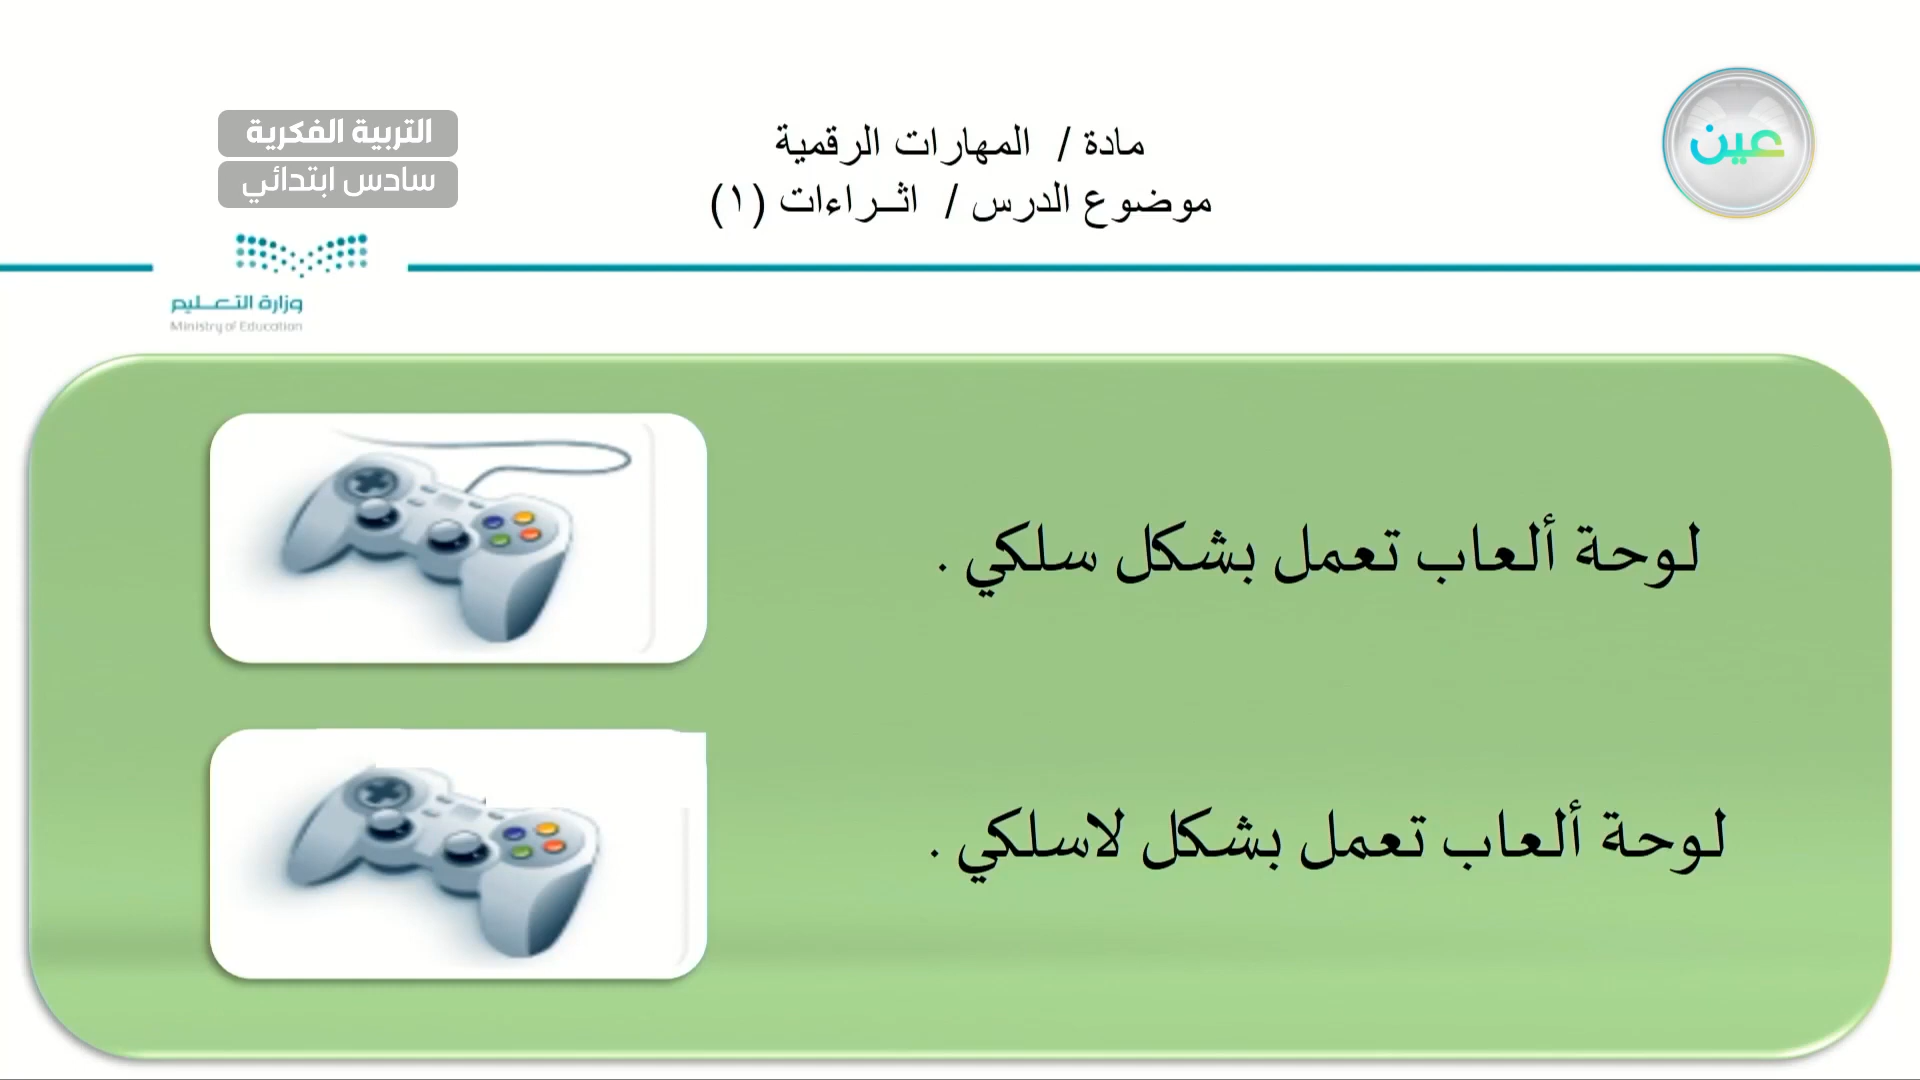 التربية الفكرية
سادس ابتدائي
مادة / المهارات الرقمية
موضوع الدرس / اثـراءات (١)
عين
وزارة التعـليم
Ministry of Education
لوحة ألعاب تعمل بشكل سلكي .
لوحة ألعاب تعمل بشكل لاسلكي .